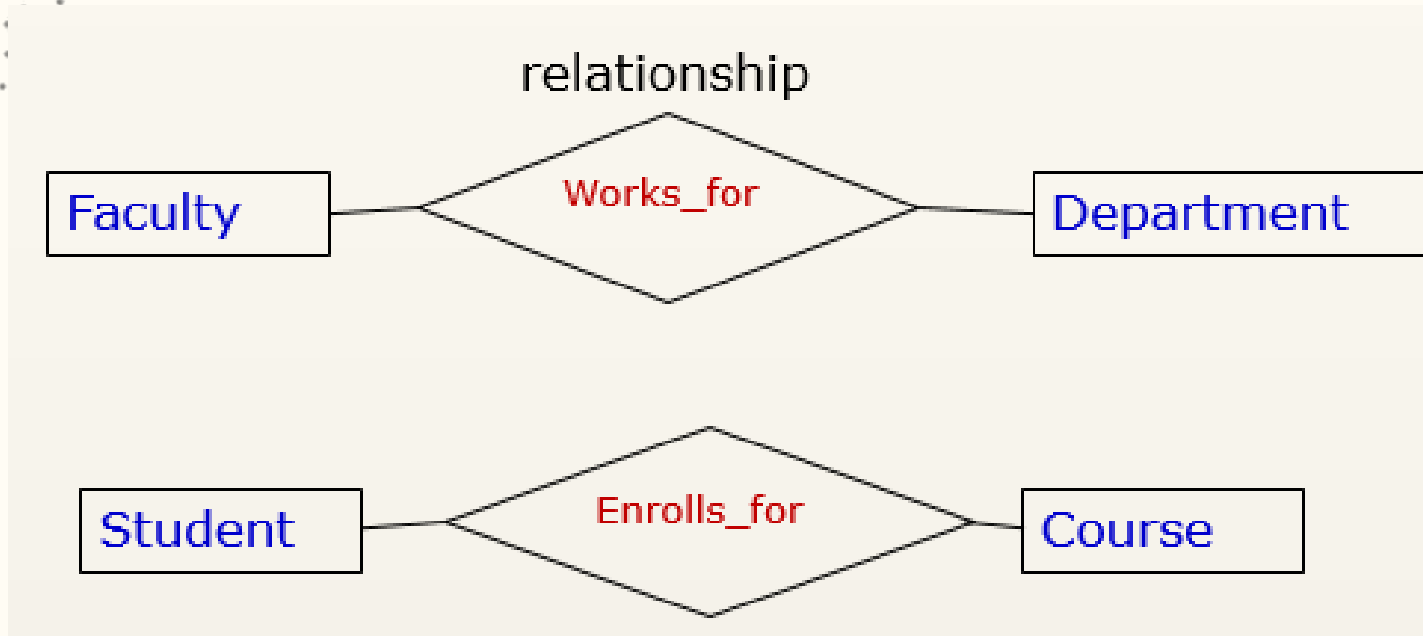 relationship
Faculty Works_for Department
Student Enrolls_for Course